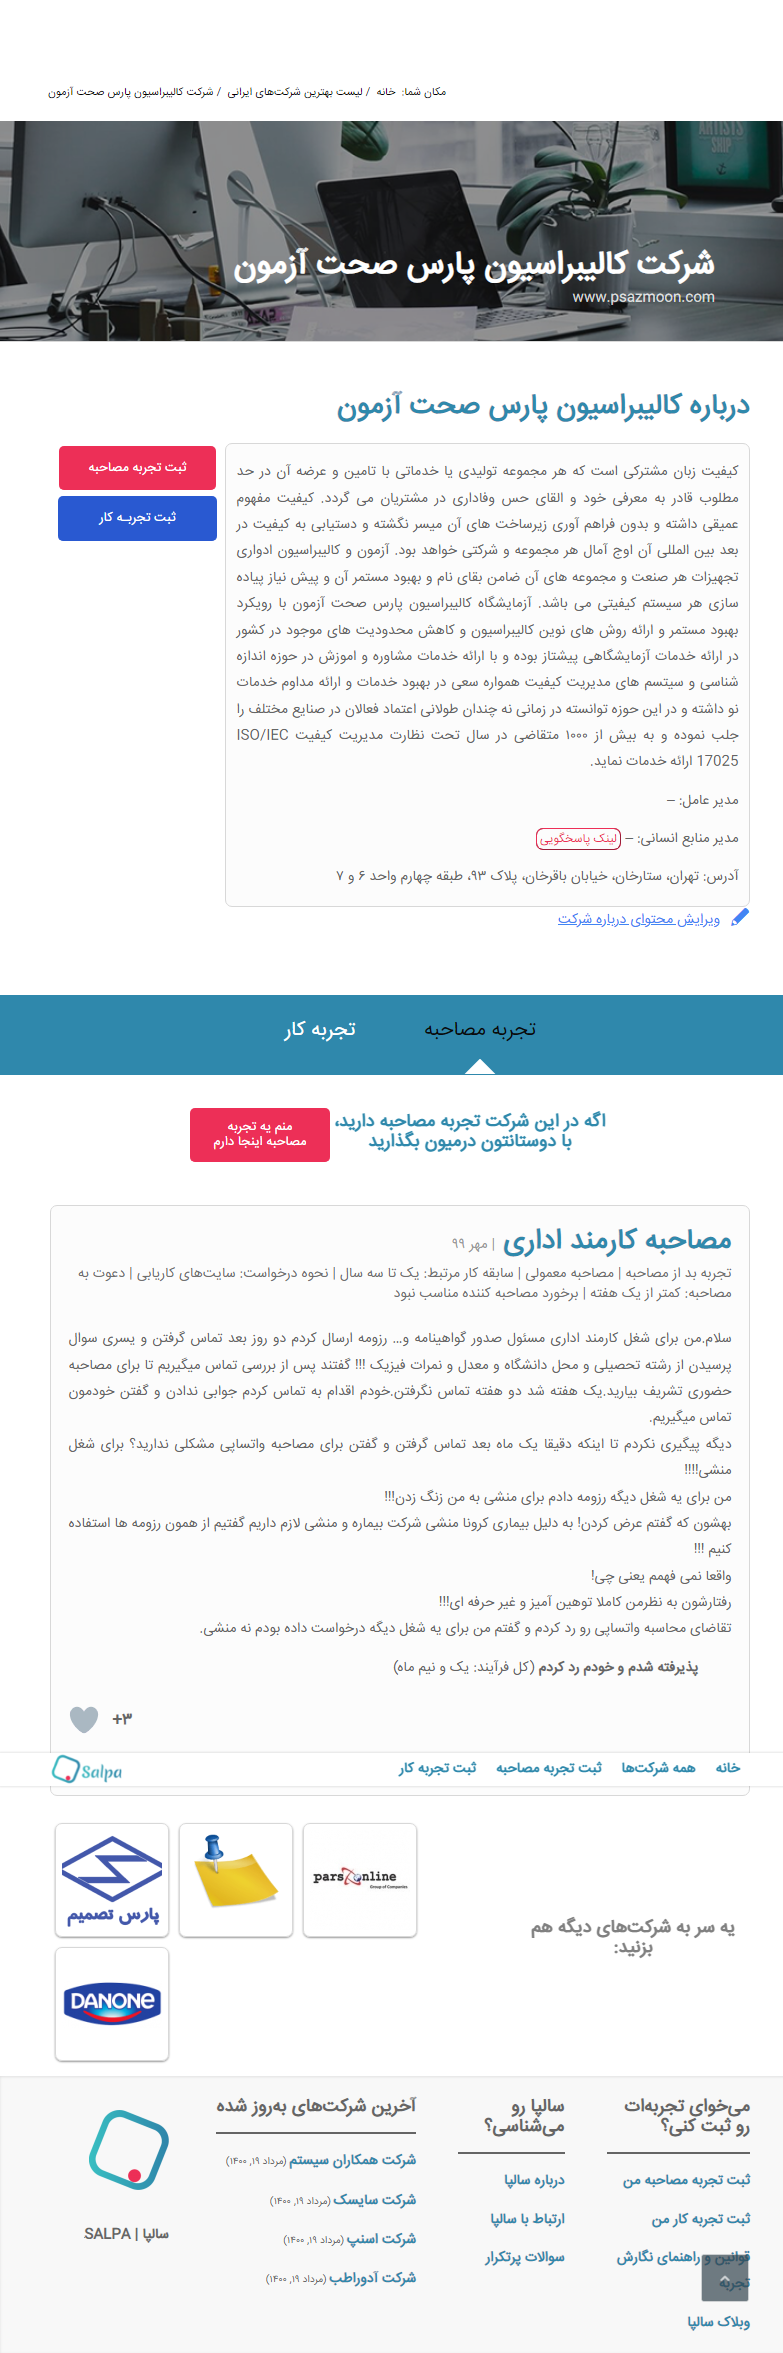 مکان شما: خانه / لیست بهترین شرکت‌های ایرانی / شرکت کالیبراسیون پارس صحت آزمون
ARTISTS
SHIP
شرکت کالیبراسیون پارس صحت آزمون
www.psazmoon.com
درباره کالیبراسیون پارس صحت آزمون
ثبت تجربه مصاحبه
ثبت تجربـه کار
کیفیت زبان مشترکی است که هر مجموعه تولیدی یا خدماتی با تامین و عرضه آن در حد
مطلوب قادر به معرفی خود و القای حس وفاداری در مشتریان می گردد. کیفیت مفهوم
عمیقی داشته و بدون فراهم آوری زیرساخت های آن میسر نگشته و دستیابی به کیفیت در
بعد بین المللی آن اوج آمال هر مجموعه و شرکتی خواهد بود. آزمون و کالیبراسیون ادواری
تجهیزات هر صنعت و مجموعه های آن ضامن بقای نام و بهبود مستمر آن و پیش نیاز پیاده
سازی هر سیستم کیفیتی می باشد. آزمایشگاه کالیبراسیون پارس صحت آزمون با رویکرد
بهبود مستمر و ارائه روش های نوین کالیبراسیون و کاهش محدودیت های موجود در کشور
در ارائه خدمات آزمایشگاهی پیشتاز بوده و با ارائه خدمات مشاوره و اموزش در حوزه اندازه
شناسی و سیتسم های مدیریت کیفیت همواره سعی در بهبود خدمات و ارائه مداوم خدمات
نو داشته و در این حوزه توانسته در زمانی نه چندان طولانی اعتماد فعالان در صنایع مختلف را
جلب نموده و به بیش از ۱۰۰۰ متقاضی در سال تحت نظارت مدیریت کیفیت ISO/IEC
17025 ارائه خدمات نماید.
مدیر عامل: –
مدیر منابع انسانی: – لینک پاسخگویی
آدرس: تهران، ستارخان، خیابان باقرخان، پلاک ۹۳، طبقه چهارم واحد ۶ و ۷
ویرایش محتوای درباره شرکت
تجربه مصاحبه
تجربه کار
اگه در این شرکت تجربه مصاحبه دارید،
با دوستانتون درمیون بگذارید
منم یه تجربه
مصاحبه اینجا دارم
مصاحبه کارمند اداری | مهر ۹۹
تجربه بد از مصاحبه | مصاحبه معمولی | سابقه کار مرتبط: یک تا سه سال | نحوه درخواست: سایت‌های کاریابی | دعوت به
مصاحبه: کمتر از یک هفته | برخورد مصاحبه کننده مناسب نبود
سلام.من برای شغل کارمند اداری مسئول صدور گواهینامه و... رزومه ارسال کردم دو روز بعد تماس گرفتن و یسری سوال
پرسیدن از رشته تحصیلی و محل دانشگاه و معدل و نمرات فیزیک !!! گفتند پس از بررسی تماس میگیریم تا برای مصاحبه
حضوری تشریف بیارید.یک هفته شد دو هفته تماس نگرفتن.خودم اقدام به تماس کردم جوابی ندادن و گفتن خودمون
تماس میگیریم.
دیگه پیگیری نکردم تا اینکه دقیقا یک ماه بعد تماس گرفتن و گفتن برای مصاحبه واتساپی مشکلی ندارید؟ برای شغل
منشی!!!!
من برای یه شغل دیگه رزومه دادم برای منشی به من زنگ زدن!!!
بهشون که گفتم عرض کردن! به دلیل بیماری کرونا منشی شرکت بیماره و منشی لازم داریم گفتیم از همون رزومه ها استفاده
کنیم !!!
واقعا نمی فهمم یعنی چی!
رفتارشون به نظرمن کاملا توهین آمیز و غیر حرفه ای!!!
تقاضای محاسبه واتساپی رو رد کردم و گفتم من برای یه شغل دیگه درخواست داده بودم نه منشی.
پذیرفته شدم و خودم رد کردم (کل فرآیند: یک و نیم ماه)
+۳
خانه
همه شرکت‌ها
ثبت تجربه مصاحبه
ثبت تجربه کار
Salpa
یه سر به شرکت‌های دیگه هم
بزنید:
parsonline
Group of Companies
پارس تصمیم
DANONE
می‌خوای تجربه‌ات
رو ثبت کنی؟
ثبت تجربه مصاحبه من
ثبت تجربه کار من
قوانین و راهنمای نگارش
تجربه
وبلاگ سالپا
سالپا رو
می‌شناسی؟
درباره سالپا
ارتباط با سالپا
سوالات پرتکرار
آخرین شرکت‌های به‌روز شده
شرکت همکاران سیستم (مرداد ۱۹, ۱۴۰۰)
شرکت سایسک (مرداد ۱۹, ۱۴۰۰)
شرکت اسنپ (مرداد ۱۹, ۱۴۰۰)
شرکت آدوراطب (مرداد ۱۹, ۱۴۰۰)
سالپا | SALPA